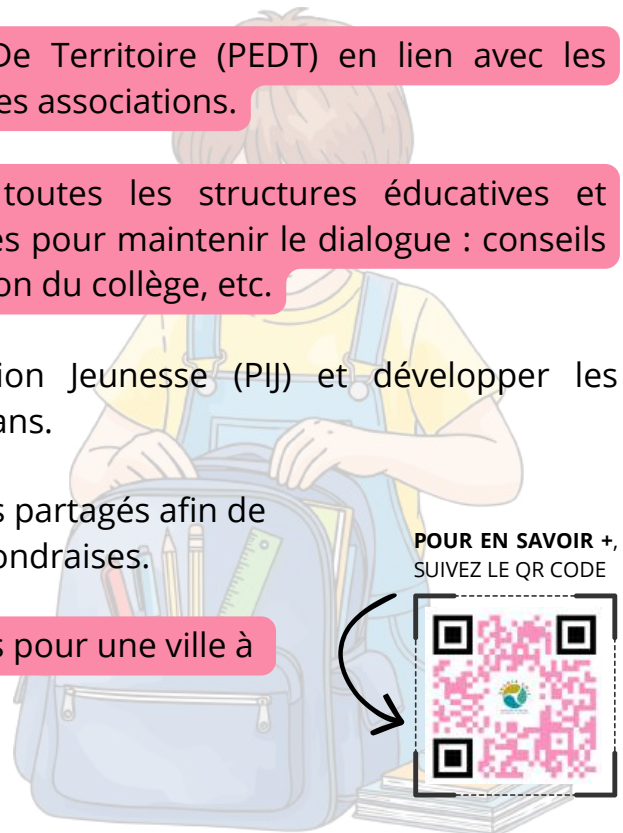 De Territoire (PEDT) en lien avec les
es associations.
toutes les structures éducatives et
es pour maintenir le dialogue : conseils
on du collège, etc.
ion Jeunesse (PIJ) et développer les
ans.
s partagés afin de
ondraises.
POUR EN SAVOIR +,
SUIVEZ LE QR CODE
s pour une ville à